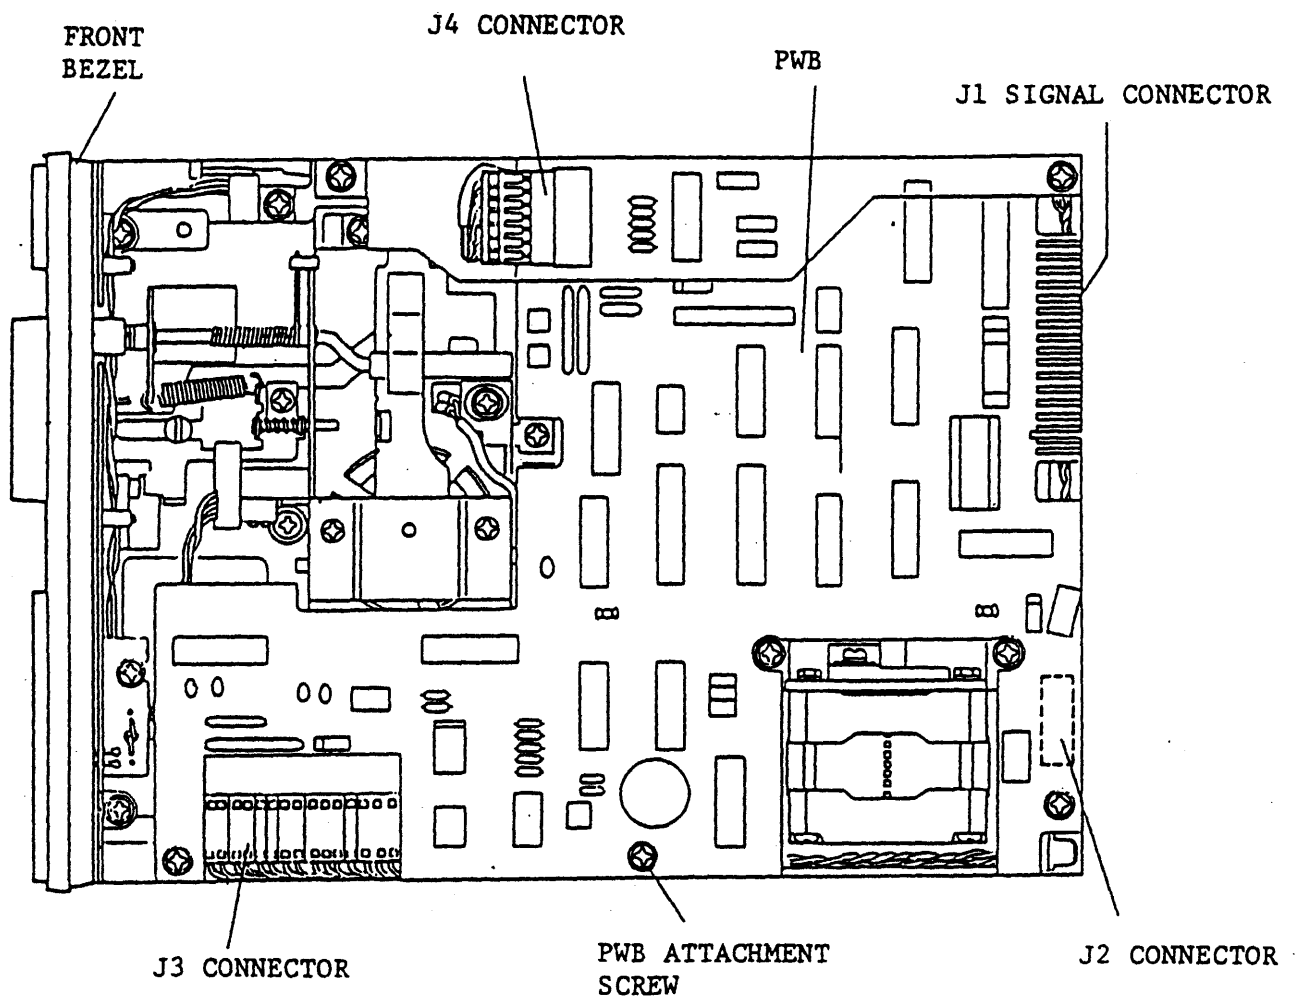 FRONT
BEZEL
J4 CONNECTOR
PWB
J1 SIGNAL CONNECTOR
J3 CONNECTOR
PWB ATTACHMENT
SCREW
J2 CONNECTOR